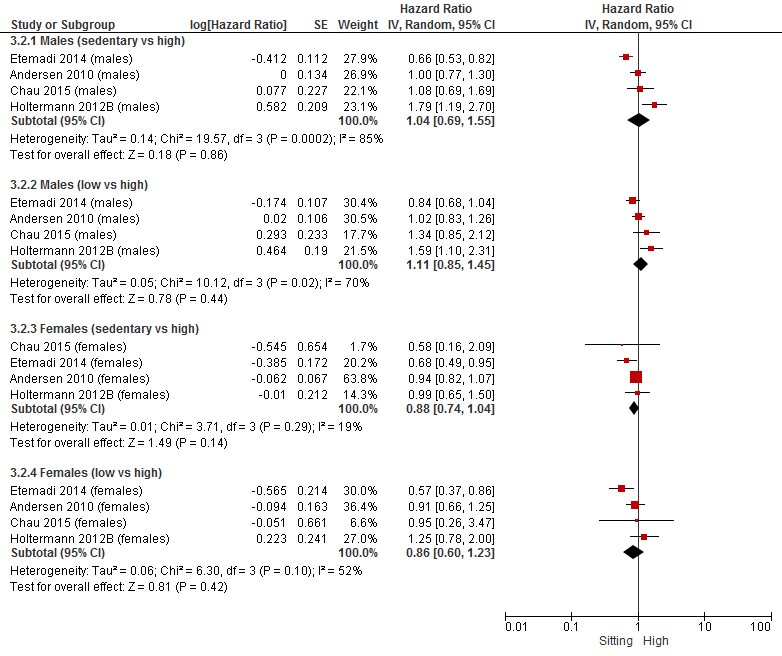 Hazard Ratio Hazard Ratio
Study or Subgroup log[Hazard Ratio] SE Weight IV, Random, 95% CI IV, Random, 95% CI
3.2.1 Males (sedentary vs high)
Etemadi 2014 (males) -0.412 0.112 27.9% 0.66 [0.53, 0.82]
Andersen 2010 (males) 0 0.134 26.9% 1.00 [0.77, 1.30]
Chau 2015 (males) 0.077 0.227 22.1% 1.08 [0.69, 1.69]
Holtermann 2012B (males) 0.582 0.209 23.1% 1.79 [1.19, 2.70]
Subtotal (95% CI) 100.0% 1.04 [0.69, 1.55]
Heterogeneity: Tau² = 0.14; Chi² = 19.57, df = 3 (P = 0.0002); I² = 85%
Test for overall effect: Z = 0.18 (P = 0.86)
3.2.2 Males (low vs high)
Etemadi 2014 (males) -0.174 0.107 30.4% 0.84 [0.68, 1.04]
Andersen 2010 (males) 0.02 0.106 30.5% 1.02 [0.83, 1.26]
Chau 2015 (males) 0.293 0.233 17.7% 1.34 [0.85, 2.12]
Holtermann 2012B (males) 0.464 0.19 21.5% 1.59 [1.10, 2.31]
Subtotal (95% CI) 100.0% 1.11 [0.85, 1.45]
Heterogeneity: Tau² = 0.05; Chi² = 10.12, df = 3 (P = 0.02); I² = 70%
Test for overall effect: Z = 0.78 (P = 0.44)
3.2.3 Females (sedentary vs high)
Chau 2015 (females) -0.545 0.654 1.7% 0.58 [0.16, 2.09]
Etemadi 2014 (females) -0.385 0.172 20.2% 0.68 [0.49, 0.95]
Andersen 2010 (females) -0.062 0.067 63.8% 0.94 [0.82, 1.07]
Holtermann 2012B (females) -0.01 0.212 14.3% 0.99 [0.65, 1.50]
Subtotal (95% CI) 100.0% 0.88 [0.74, 1.04]
Heterogeneity: Tau² = 0.01; Chi² = 3.71, df = 3 (P = 0.29); I² = 19%
Test for overall effect: Z = 1.49 (P = 0.14)
3.2.4 Females (low vs high)
Etemadi 2014 (females) -0.565 0.214 30.0% 0.57 [0.37, 0.86]
Andersen 2010 (females) -0.094 0.163 36.4% 0.91 [0.66, 1.25]
Chau 2015 (females) -0.051 0.661 6.6% 0.95 [0.26, 3.47]
Holtermann 2012B (females) 0.223 0.241 27.0% 1.25 [0.78, 2.00]
Subtotal (95% CI) 100.0% 0.86 [0.60, 1.23]
Heterogeneity: Tau² = 0.06; Chi² = 6.30, df = 3 (P = 0.10); I² = 52%
Test for overall effect: Z = 0.81 (P = 0.42)
0.01 0.1 1 10 100
Sitting High